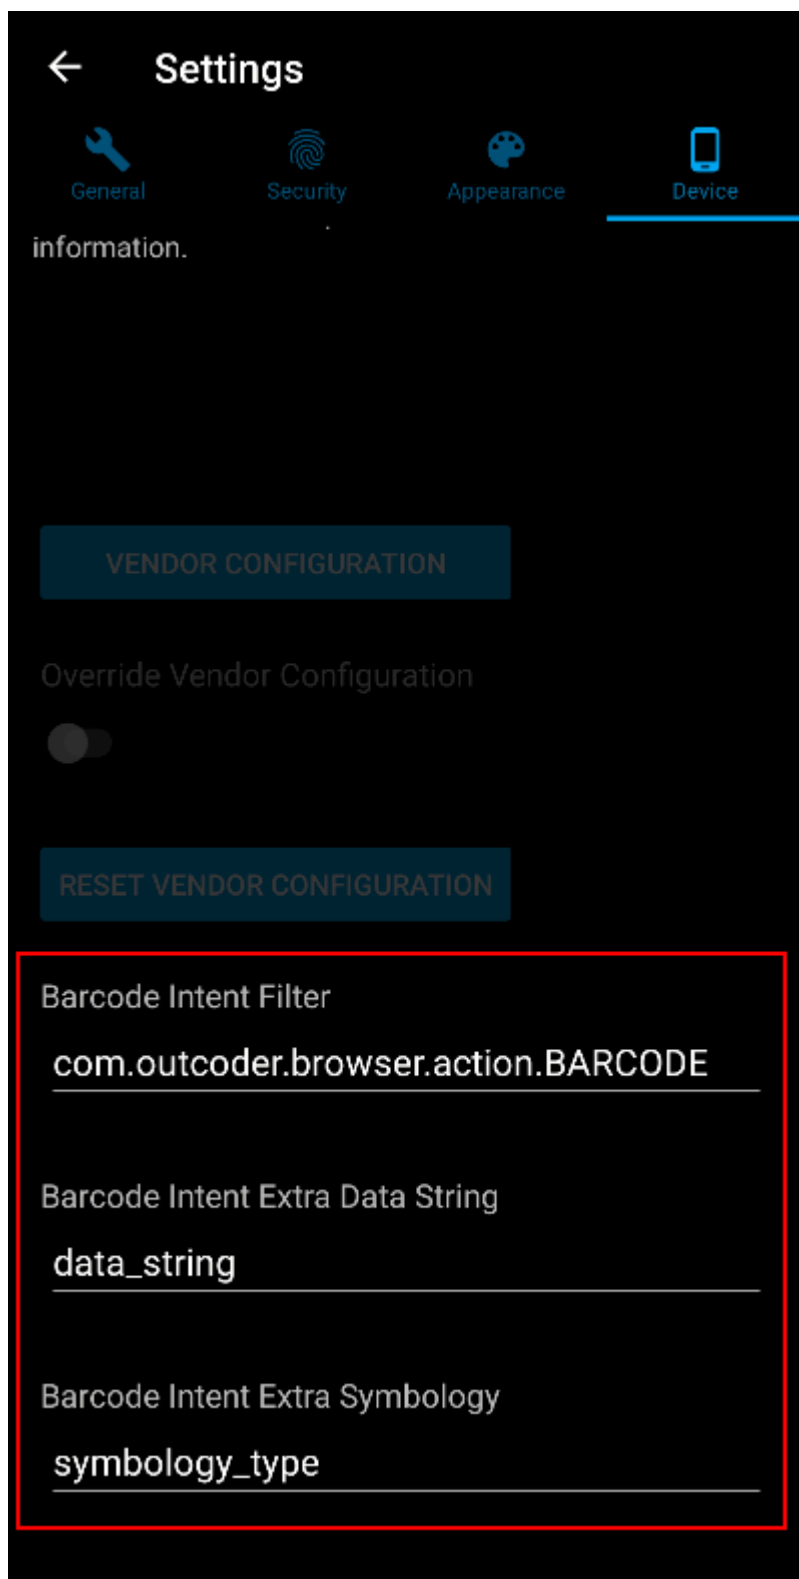 Settings
General Security Appearance Device
information.
VENDOR CONFIGURATION
Override Vendor Configuration
RESET VENDOR CONFIGURATION
Barcode Intent Filter
com.outcoder.browser.action.BARCODE
Barcode Intent Extra Data String
data_string
Barcode Intent Extra Symbology
symbology_type